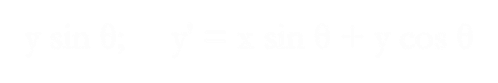 y sin θ; y' = x sin θ + y cos θ